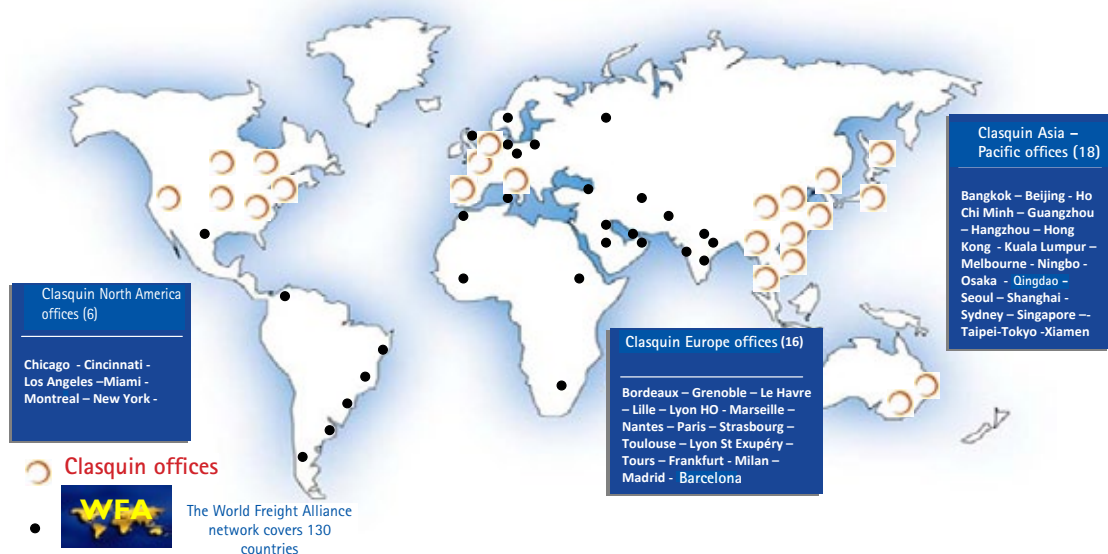 Clasquin Asia –
Pacific offices (18)
Bangkok – Beijing - Ho
Chi Minh – Guangzhou
– Hangzhou – Hong
Kong - Kuala Lumpur –
Melbourne - Ningbo -
Osaka - Qingdao –
Seoul – Shanghai -
Sydney – Singapore –-
Taipei-Tokyo -Xiamen
Clasquin North America
offices (6)
Chicago - Cincinnati -
Los Angeles –Miami -
Montreal – New York -
Clasquin Europe offices (16)
Bordeaux – Grenoble – Le Havre
– Lille – Lyon HO - Marseille –
Nantes – Paris – Strasbourg –
Toulouse – Lyon St Exupéry –
Tours – Frankfurt - Milan –
Madrid - Barcelona
Clasquin offices
WFA
The World Freight Alliance
network covers 130
countries